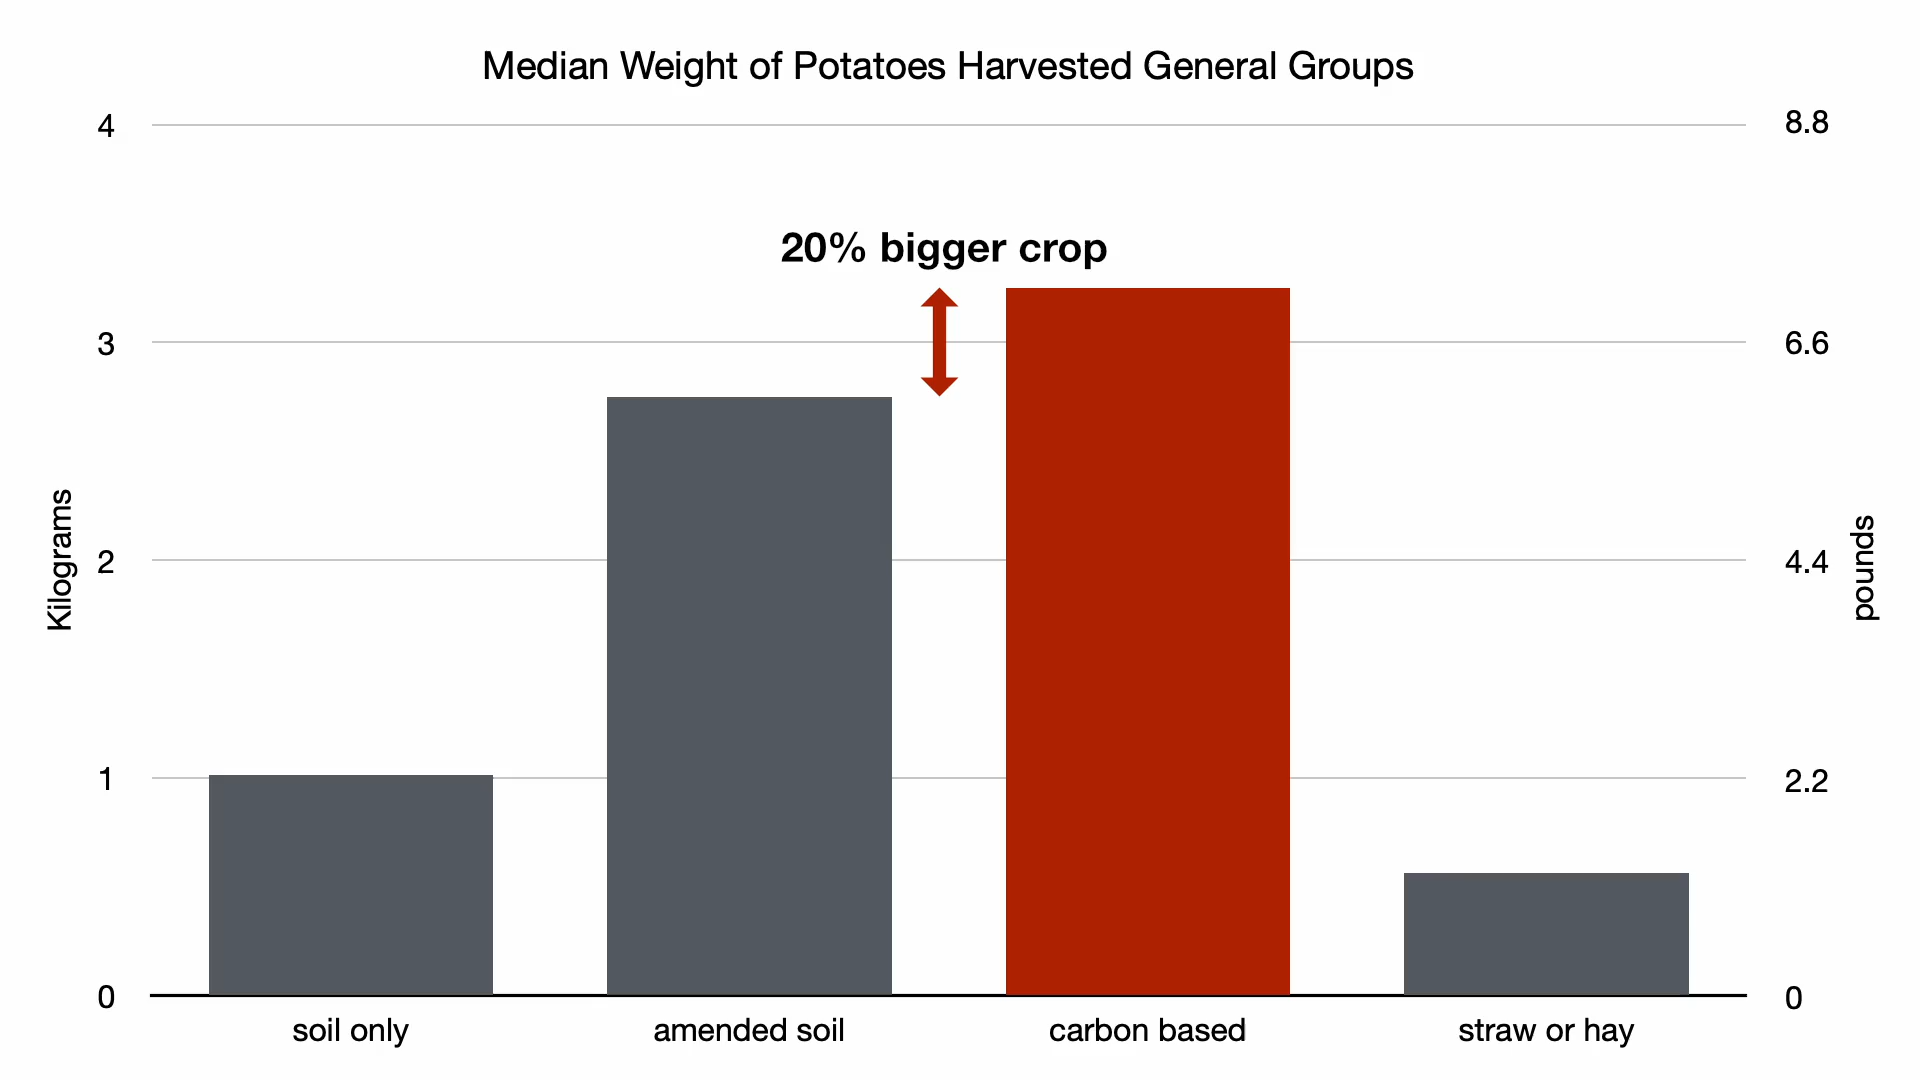 Median Weight of Potatoes Harvested General Groups
4
8.8
20% bigger crop
3
6.6
Kilograms
2
4.4
pounds
1
2.2
0
0
soil only
amended soil
carbon based
straw or hay